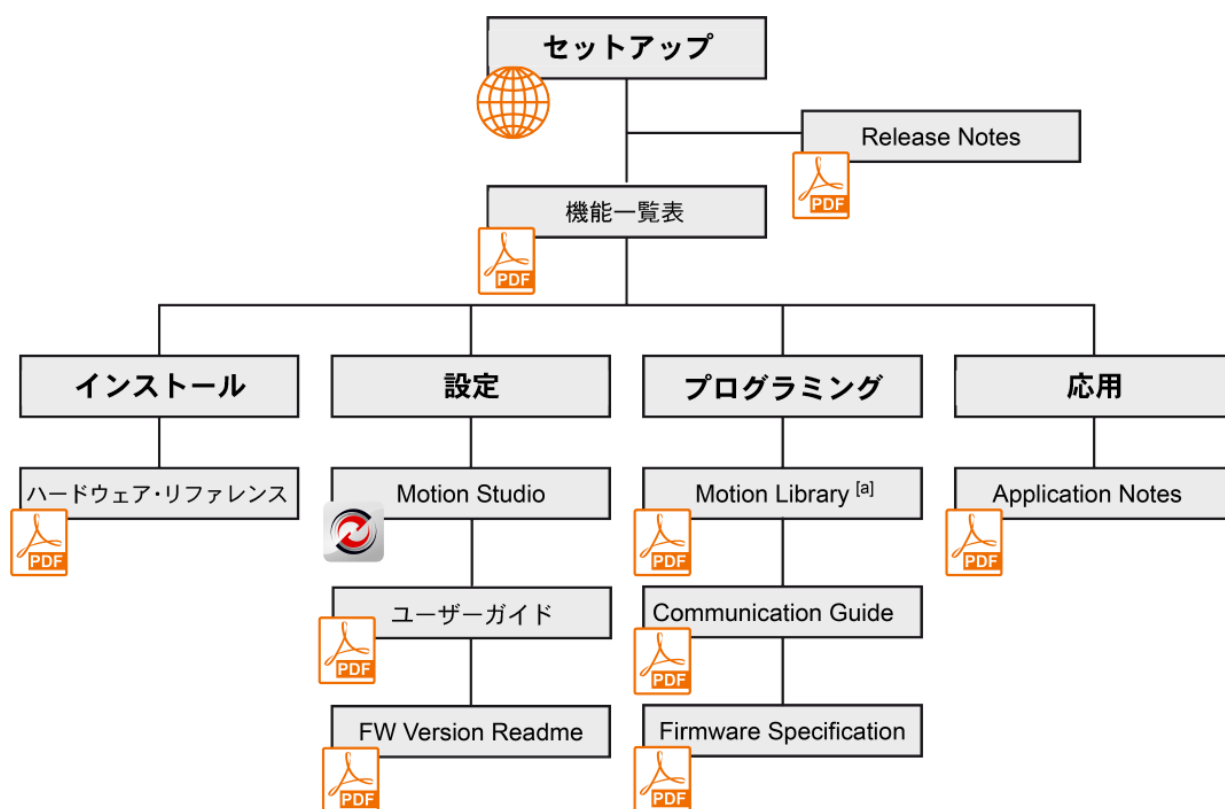 セットアップ
Release Notes
PDF
機能一覧表
PDF
インストール
設定
プログラミング
応用
ハードウェア・リファレンス
PDF
Motion Studio
Motion Library [a]
PDF
Application Notes
PDF
ユーザーガイド
PDF
Communication Guide
PDF
FW Version Readme
PDF
Firmware Specification
PDF